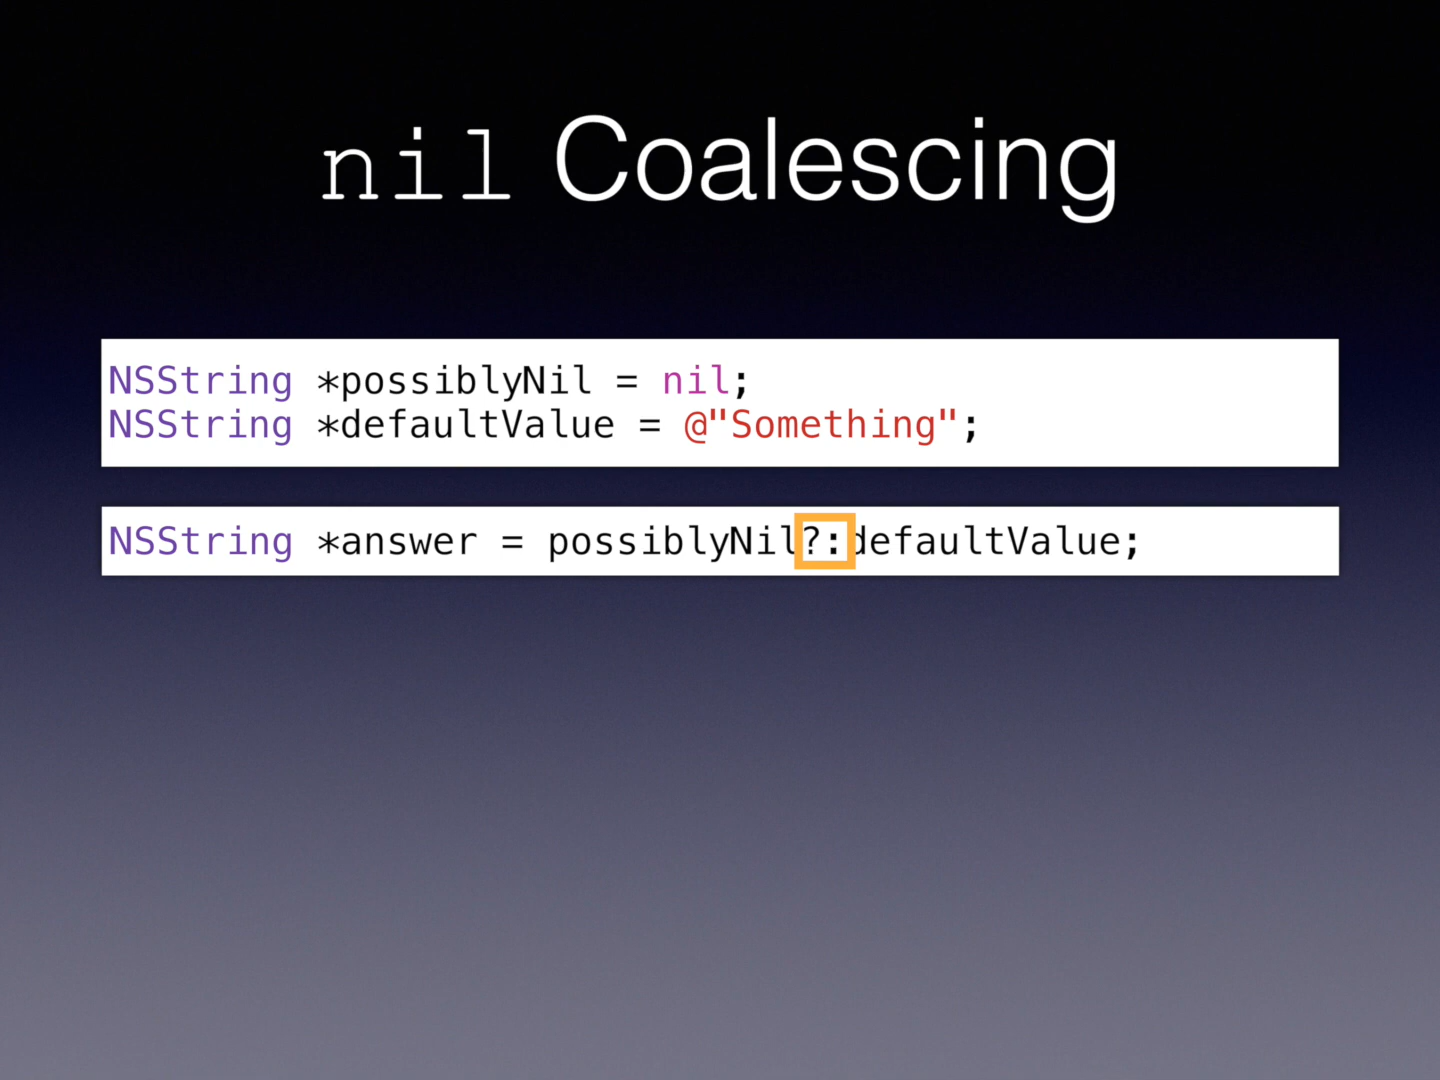 nil Coalescing
NSString *possiblyNil = nil;
NSString *defaultValue = @"Something";
NSString *answer = possiblyNil?:defaultValue;